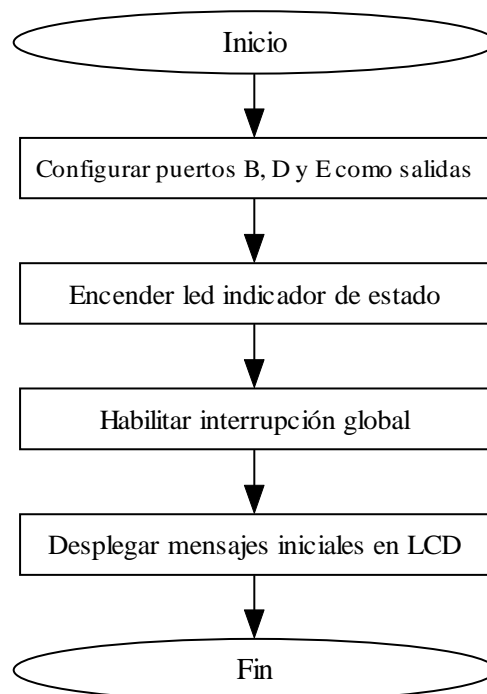 Inicio
Configurar puertos B, D y E como salidas
Encender led indicador de estado
Habilitar interrupción global
Desplegar mensajes iniciales en LCD
Fin